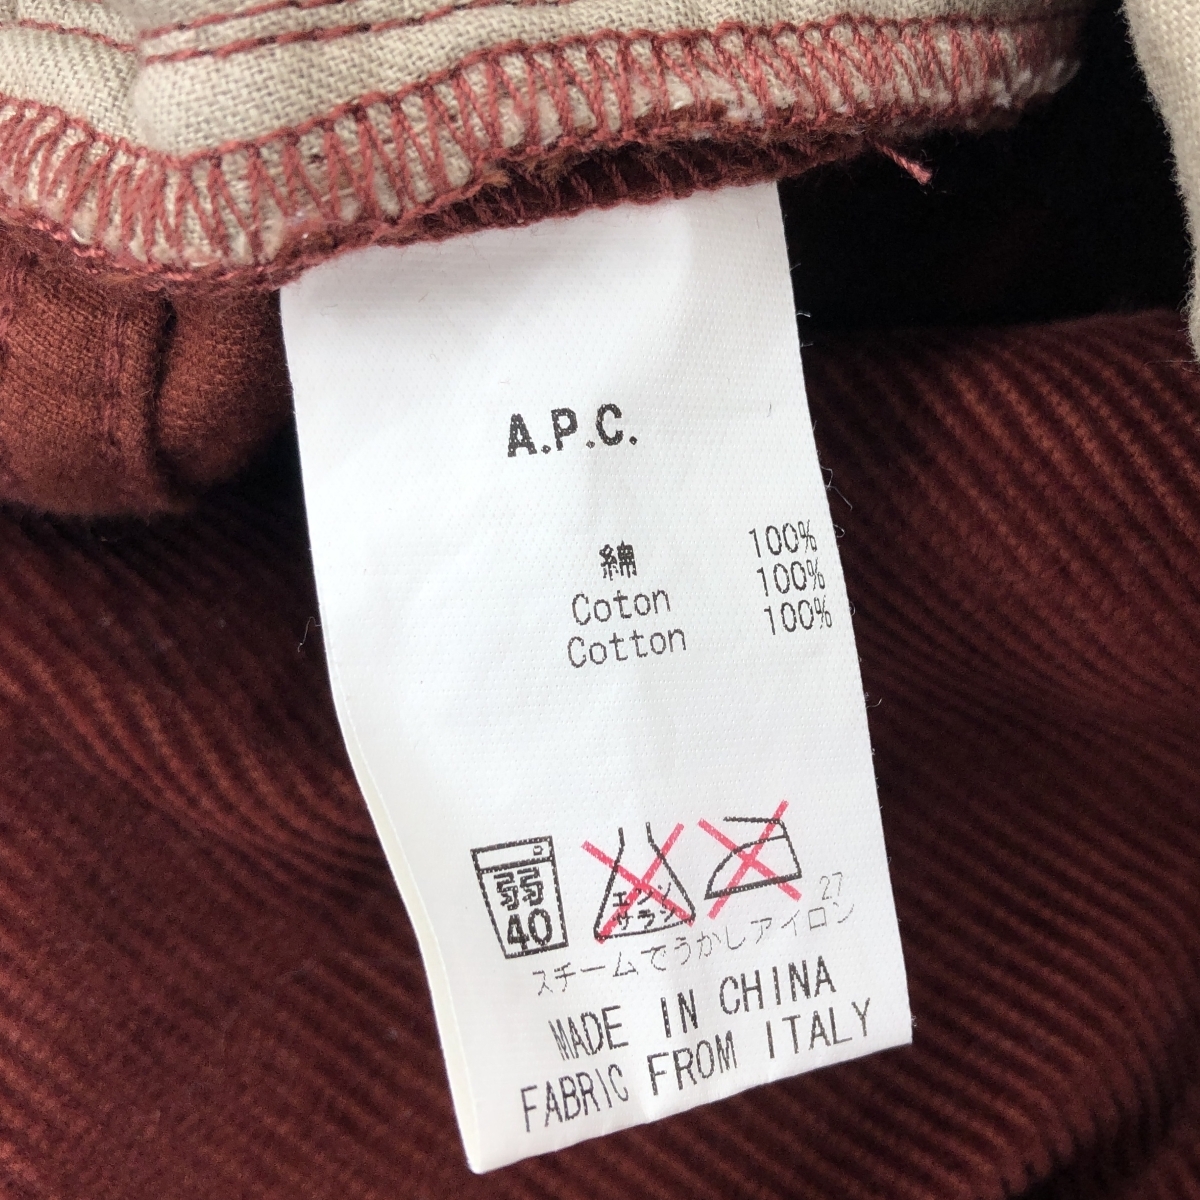 A.P.C.
綿 100%
Coton 100%
Cotton 100%
弱
40
エンソ
サラシ
27
スチームでうかしアイロン
MADE IN CHINA
FABRIC FROM ITALY